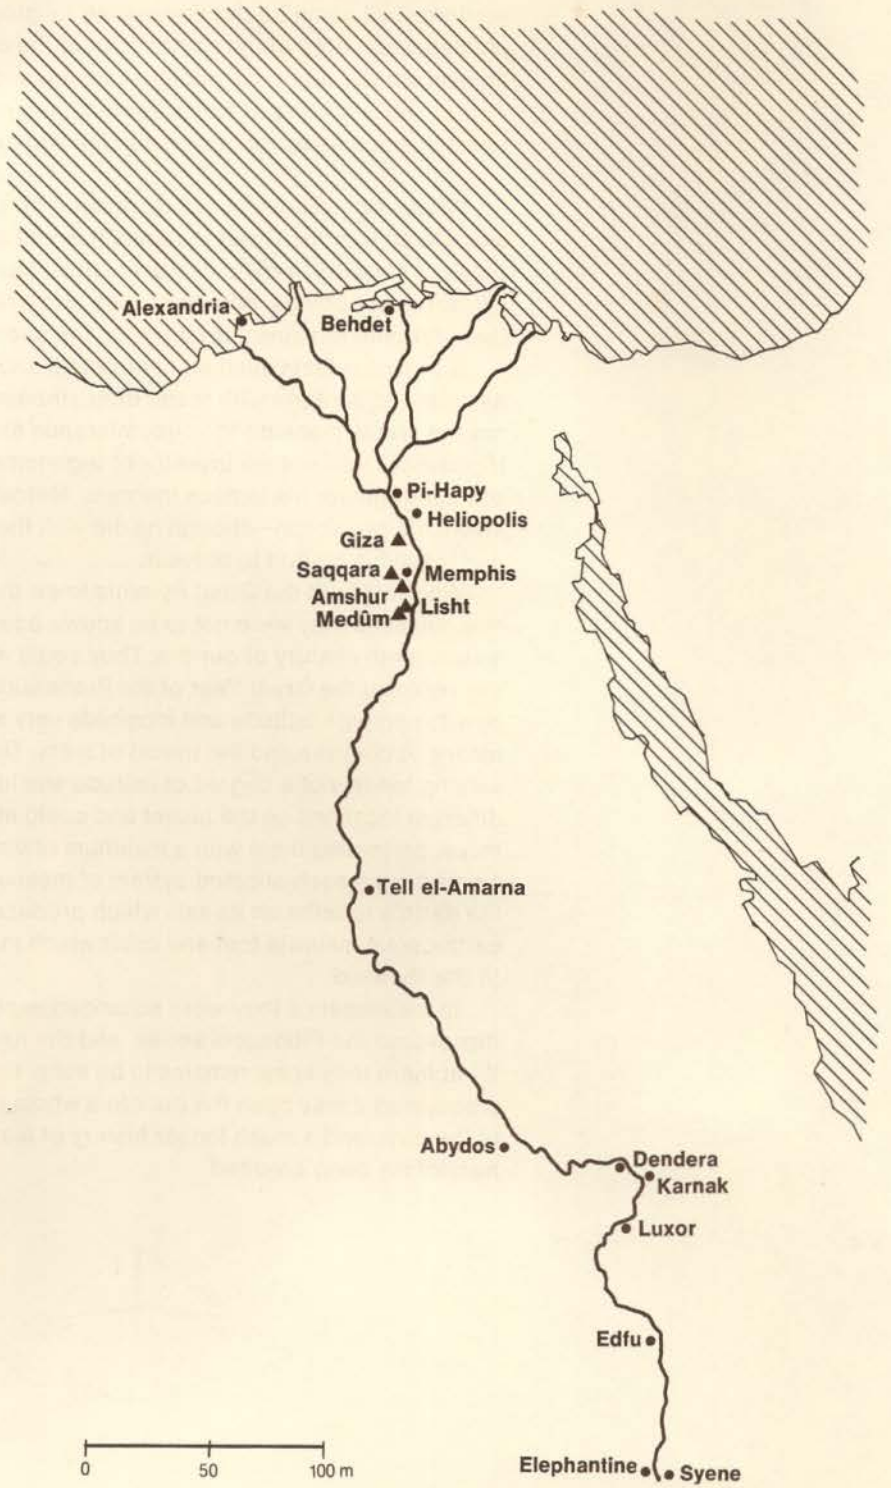 Alexandria
Behdet
Pi-Hapy
Heliopolis
Giza
Saqqara
Memphis
Amshur
Lisht
Medûm
Tell el-Amarna
Abydos
Dendera
Karnak
Luxor
Edfu
Elephantine
Syene
0 50 100 m